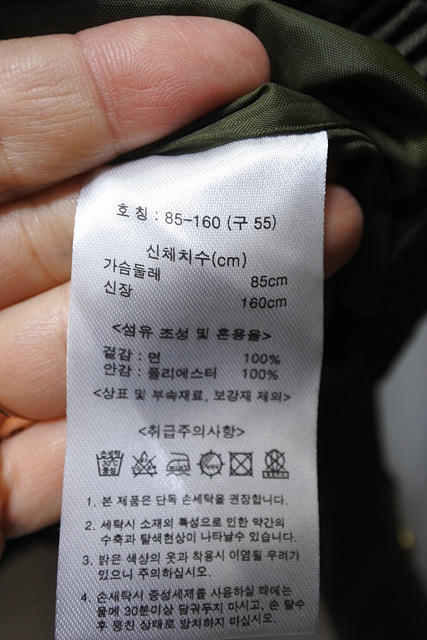 호 칭 : 85-160 (구 55)
신체치수(cm)
가슴둘레 85cm
신장 160cm
<섬유 조성 및 혼용율>
겉감 : 면 100%
안감 : 폴리에스터 100%
<상표 및 부속재료, 보강재 제외>
<취급주의사항>
손세탁 30℃ 중성
1. 본 제품은 단독 손세탁을 권장합니다.
2. 세탁시 소재의 특성으로 인한 약간의
수축과 탈색현상이 나타날수 있습니다.
3. 밝은 색상의 옷과 착용시 이염될 우려가
있으니 주의하십시오.
4. 손세탁시 중성세제를 사용하실 때에는
물에 30분이상 담궈두지 마시고, 손 탈수
후 뭉친 상태로 방치하지 마십시오.